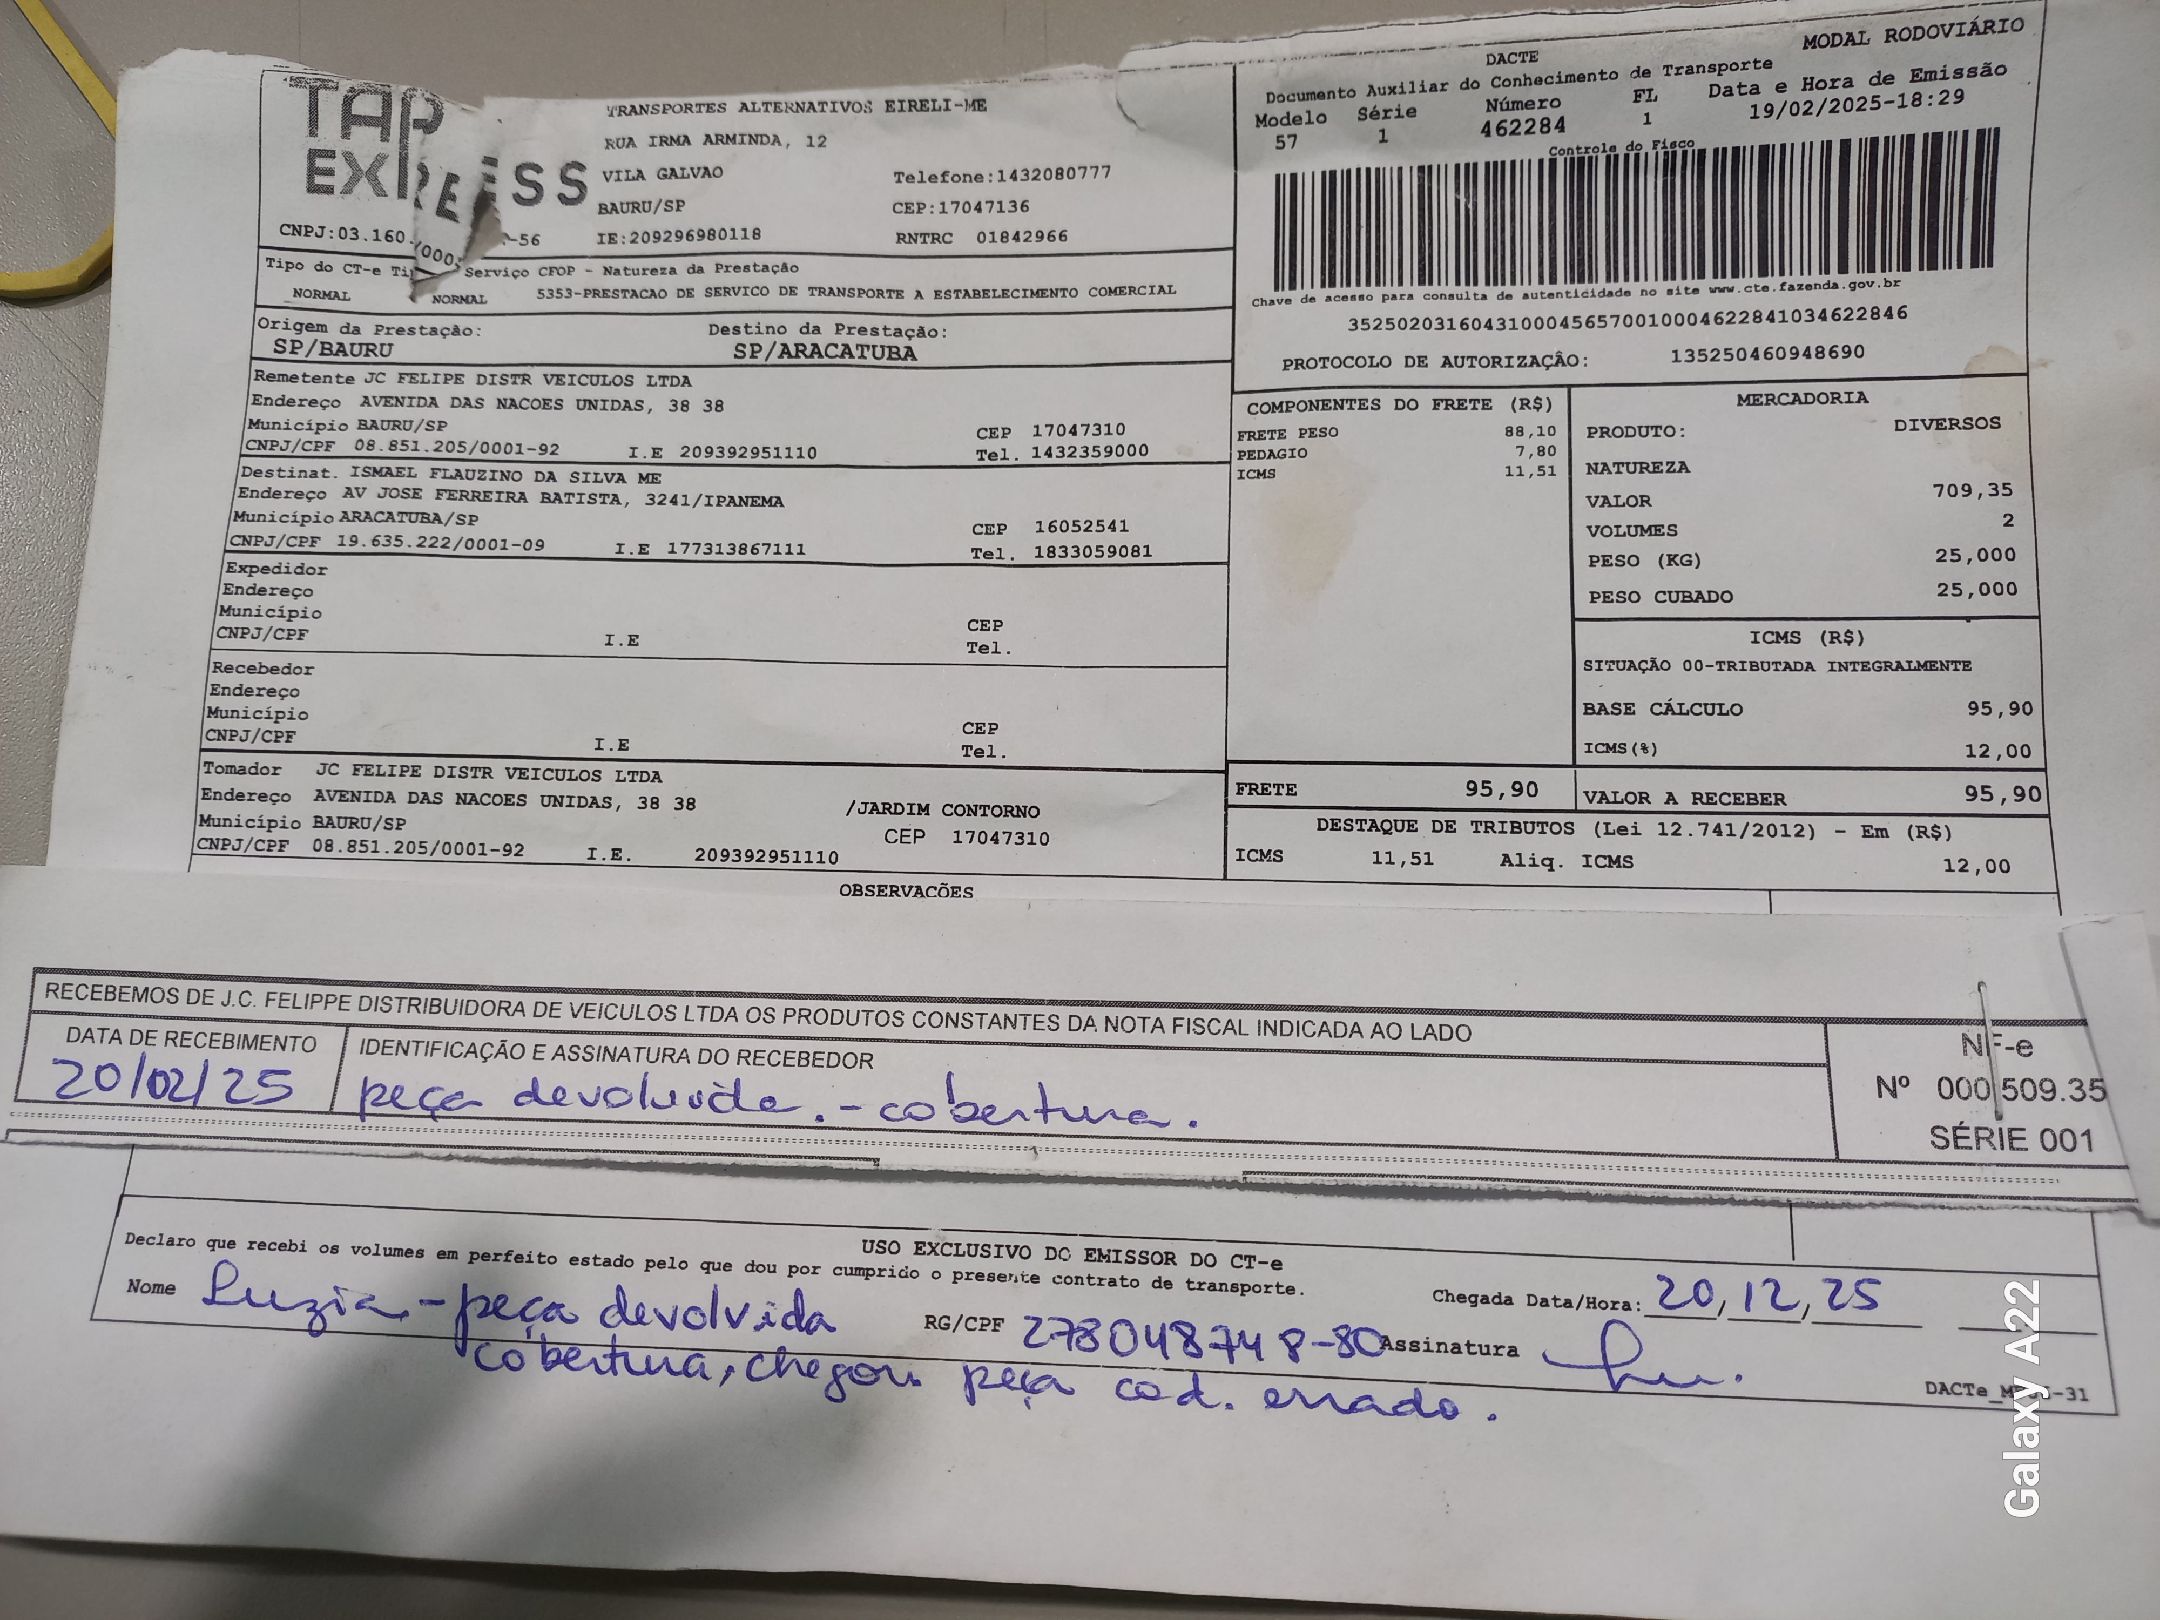 TAP
EXPRESS
TRANSPORTES ALTERNATIVOS EIRELI-ME
RUA IRMA ARMINDA, 12
VILA GALVAO Telefone:1432080777
BAURU/SP CEP:17047136
CNPJ:03.160. /000 -56 IE:209296980118 RNTRC 01842966
Tipo do CT-e Ti Serviço CFOP - Natureza da Prestação
NORMAL NORMAL 5353-PRESTACAO DE SERVICO DE TRANSPORTE A ESTABELECIMENTO COMERCIAL
Origem da Prestação: Destino da Prestação:
SP/BAURU SP/ARACATUBA
Remetente JC FELIPE DISTR VEICULOS LTDA
Endereço AVENIDA DAS NACOES UNIDAS, 38 38
Município BAURU/SP CEP 17047310
CNPJ/CPF 08.851.205/0001-92 I.E 209392951110 Tel. 1432359000
Destinat. ISMAEL FLAUZINO DA SILVA ME
Endereço AV JOSE FERREIRA BATISTA, 3241/IPANEMA
Município ARACATUBA/SP CEP 16052541
CNPJ/CPF 19.635.222/0001-09 I.E 177313867111 Tel. 1833059081
Expedidor
Endereço
Município CEP
CNPJ/CPF I.E Tel.
Recebedor
Endereço
Município CEP
CNPJ/CPF I.E Tel.
Tomador JC FELIPE DISTR VEICULOS LTDA
Endereço AVENIDA DAS NACOES UNIDAS, 38 38 /JARDIM CONTORNO
Município BAURU/SP CEP 17047310
CNPJ/CPF 08.851.205/0001-92 I.E. 209392951110
OBSERVACÕES
MODAL RODOVIÁRIO
DACTE
Documento Auxiliar do Conhecimento de Transporte
Modelo Série Número FL Data e Hora de Emissão
57 1 462284 1 19/02/2025-18:29
Controle do Fisco
Chave de acesso para consulta de autenticidade no site www.cte.fazenda.gov.br
35250203160431000456570010004622841034622846
PROTOCOLO DE AUTORIZAÇÂO: 135250460948690
COMPONENTES DO FRETE (R$)
FRETE PESO 88,10
PEDAGIO 7,80
ICMS 11,51
MERCADORIA
PRODUTO: DIVERSOS
NATUREZA
VALOR 709,35
VOLUMES 2
PESO (KG) 25,000
PESO CUBADO 25,000
ICMS (R$)
SITUAÇÃO 00-TRIBUTADA INTEGRALMENTE
BASE CÁLCULO 95,90
ICMS(%) 12,00
FRETE 95,90 VALOR A RECEBER 95,90
DESTAQUE DE TRIBUTOS (Lei 12.741/2012) - Em (R$)
ICMS 11,51 Aliq. ICMS 12,00
RECEBEMOS DE J.C. FELIPPE DISTRIBUIDORA DE VEICULOS LTDA OS PRODUTOS CONSTANTES DA NOTA FISCAL INDICADA AO LADO
DATA DE RECEBIMENTO IDENTIFICAÇÃO E ASSINATURA DO RECEBEDOR
20/02/25 peça devolvida. - cobertura.
NF-e
Nº 000 509.35
SÉRIE 001
USO EXCLUSIVO DO EMISSOR DO CT-e
Declaro que recebi os volumes em perfeito estado pelo que dou por cumprido o presente contrato de transporte.
Nome Luzia - peça devolvida RG/CPF 278048748-80 Assinatura
Chegada Data/Hora: 20, 12, 25
cobertura, chegou peça cod. errado.
DACTe_M -31
Galaxy A22